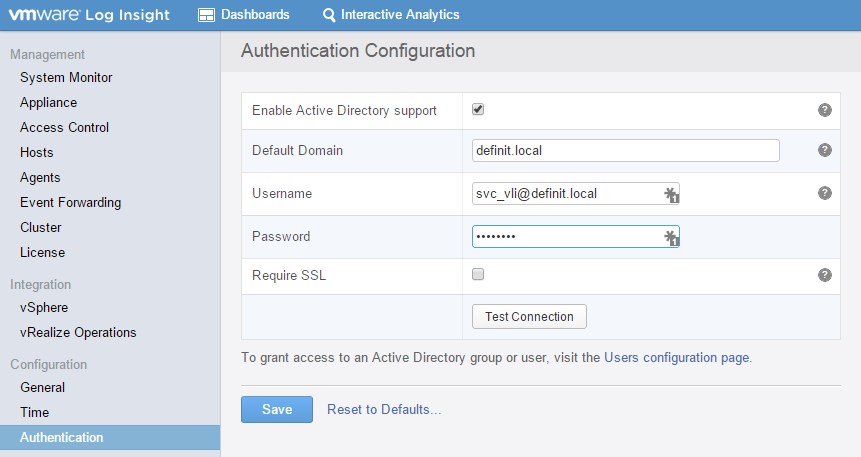 vmware Log Insight Dashboards Interactive Analytics
Management
System Monitor
Appliance
Access Control
Hosts
Agents
Event Forwarding
Cluster
License
Integration
vSphere
vRealize Operations
Configuration
General
Time
Authentication
Authentication Configuration
Enable Active Directory support ?
Default Domain definit.local ?
Username svc_vli@definit.local 1 ?
Password •••••••• 1
Require SSL ?
Test Connection
To grant access to an Active Directory group or user, visit the Users configuration page.
Save Reset to Defaults...